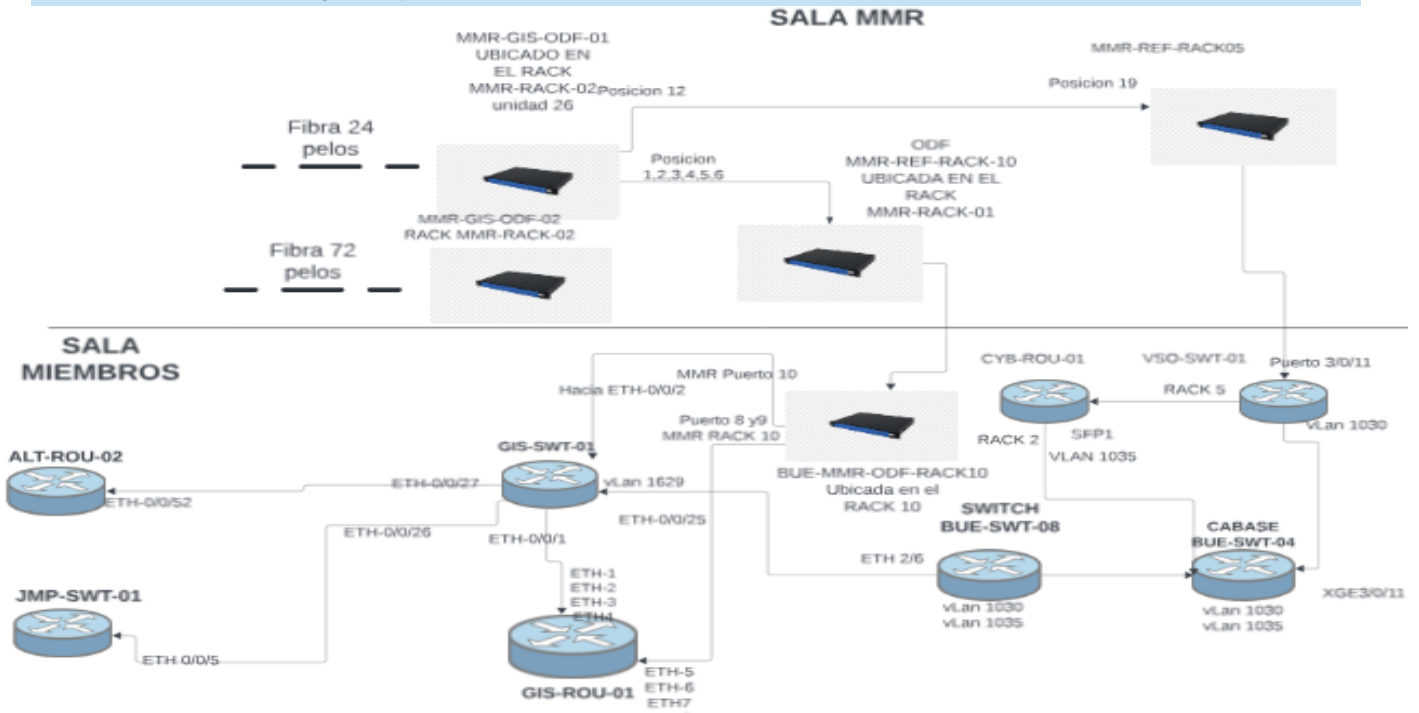 SALA MMR
MMR-GIS-ODF-01
UBICADO EN
EL RACK
MMR-RACK-02
unidad 26
Posicion 12
MMR-REF-RACK05
Posicion 19
Fibra 24
pelos
Posicion
1,2,3,4,5,6
ODF
MMR-REF-RACK-10
UBICADA EN EL
RACK
MMR-RACK-01
MMR-GIS-ODF-02
RACK MMR-RACK-02
Fibra 72
pelos
SALA
MIEMBROS
MMR Puerto 10
Hacia ETH-0/0/2
Puerto 8 y9
MMR RACK 10
CYB-ROU-01
VSO-SWT-01
Puerto 3/0/11
RACK 5
vLan 1030
RACK 2
SFP1
VLAN 1035
GIS-SWT-01
vLan 1629
BUE-MMR-ODF-RACK10
Ubicada en el
RACK 10
ALT-ROU-02
ETH-0/0/52
ETH-0/0/27
ETH-0/0/26
ETH-0/0/1
ETH-0/0/25
SWITCH
BUE-SWT-08
ETH 2/6
vLan 1030
vLan 1035
CABASE
BUE-SWT-04
XGE3/0/11
vLan 1030
vLan 1035
JMP-SWT-01
ETH 0/0/5
ETH-1
ETH-2
ETH-3
ETH4
GIS-ROU-01
ETH-5
ETH-6
ETH7